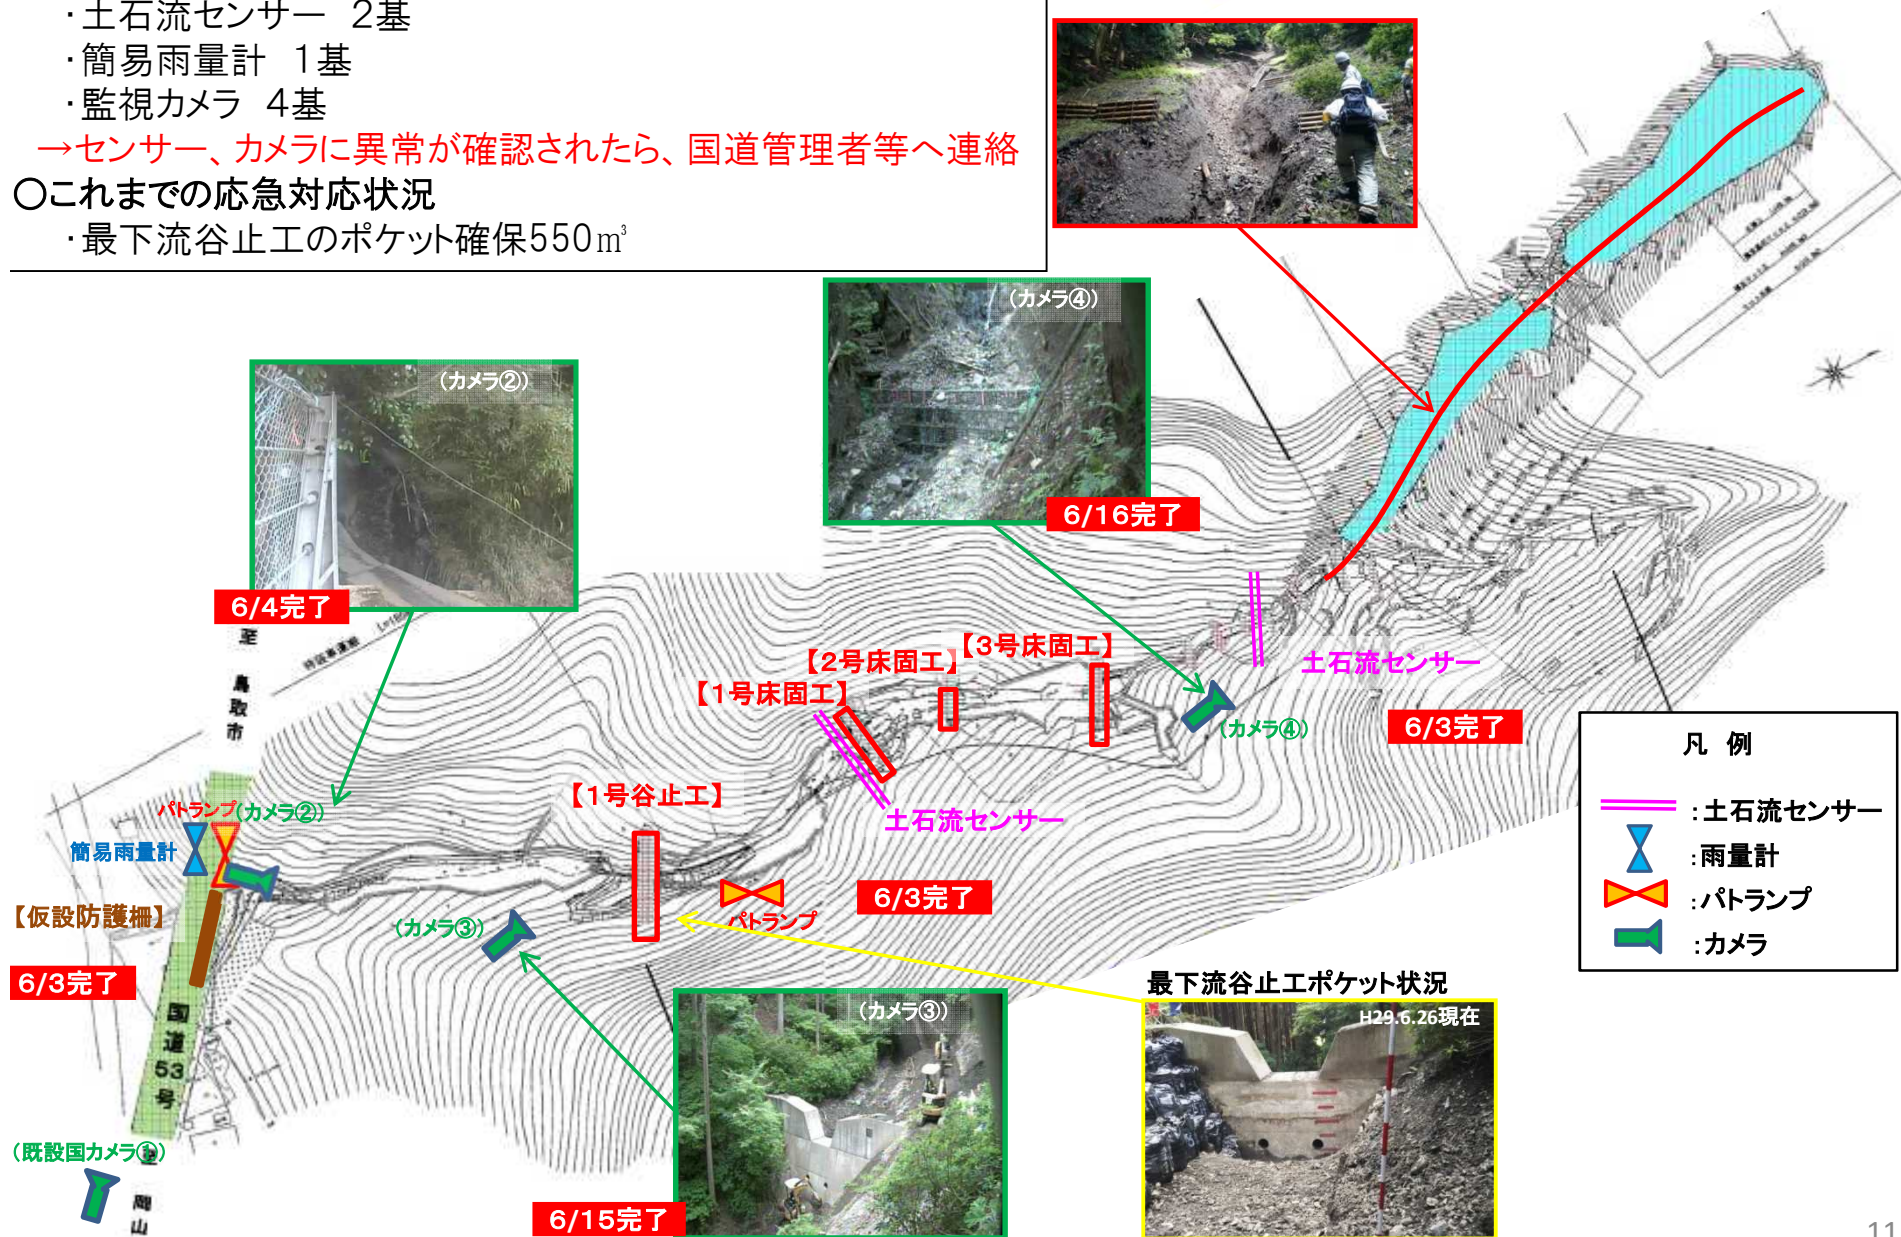 ・土石流センサー 2基
・簡易雨量計 1基
・監視カメラ 4基
→センサー、カメラに異常が確認されたら、国道管理者等へ連絡
〇これまでの応急対応状況
・最下流谷止工のポケット確保550㎥
(カメラ④)
6/16完了
(カメラ②)
6/4完了
至 鳥取市
【3号床固工】
【2号床固工】
【1号床固工】
土石流センサー
(カメラ④)
6/3完了
凡 例
:土石流センサー
:雨量計
:パトランプ
:カメラ
【1号谷止工】
土石流センサー
パトランプ(カメラ②)
簡易雨量計
6/3完了
パトランプ
【仮設防護柵】
(カメラ③)
6/3完了
国道53号
最下流谷止工ポケット状況
H29.6.26現在
(カメラ③)
6/15完了
(既設国カメラ①)
至 岡山
11